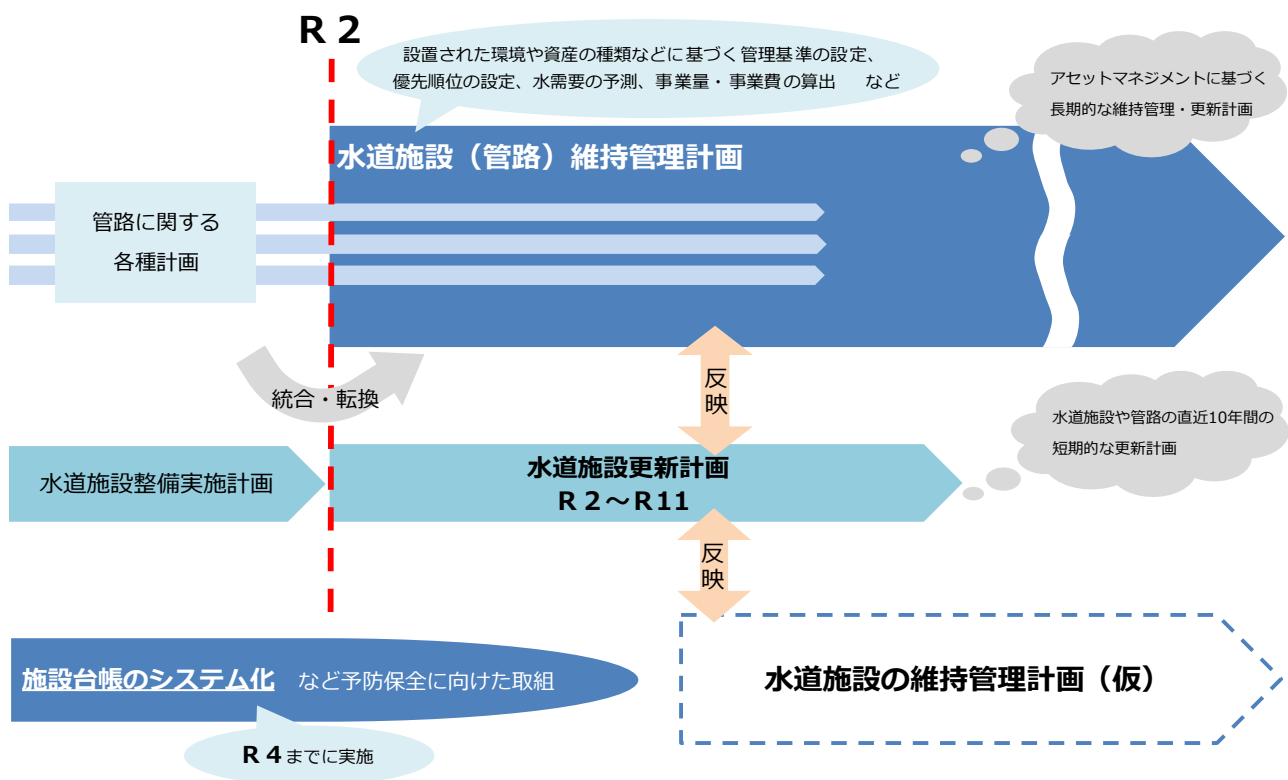 R 2
設置された環境や資産の種類などに基づく管理基準の設定、
優先順位の設定、水需要の予測、事業量・事業費の算出　など
アセットマネジメントに基づく
長期的な維持管理・更新計画
水道施設（管路）維持管理計画
管路に関する
各種計画
統合・転換
反映
水道施設や管路の直近10年間の
短期的な更新計画
水道施設整備実施計画
水道施設更新計画
R 2～R11
反映
施設台帳のシステム化　など予防保全に向けた取組
水道施設の維持管理計画（仮）
R 4までに実施